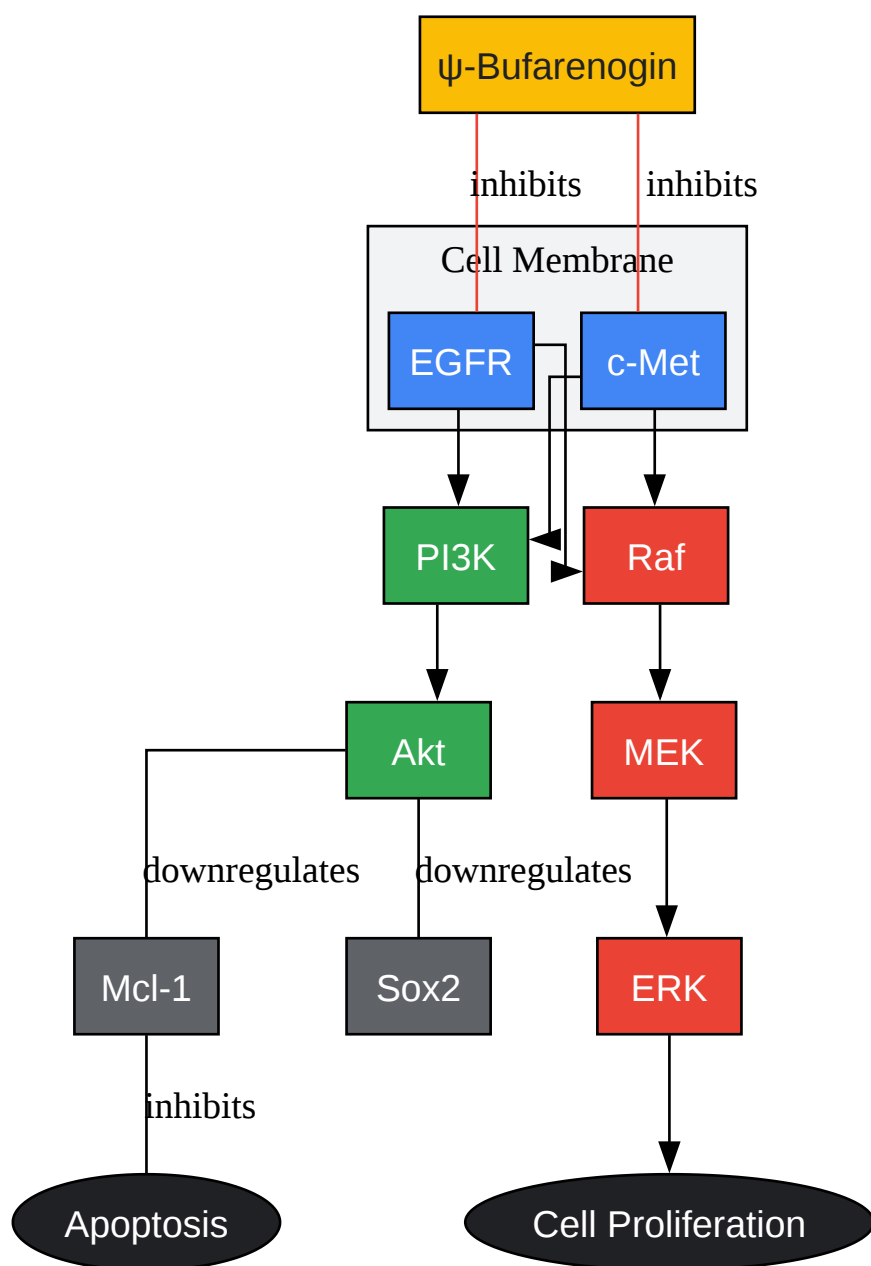 ψ-Bufarenogin
inhibits
inhibits
Cell Membrane
EGFR
c-Met
PI3K
Raf
Akt
MEK
downregulates
downregulates
Mcl-1
Sox2
ERK
inhibits
Apoptosis
Cell Proliferation